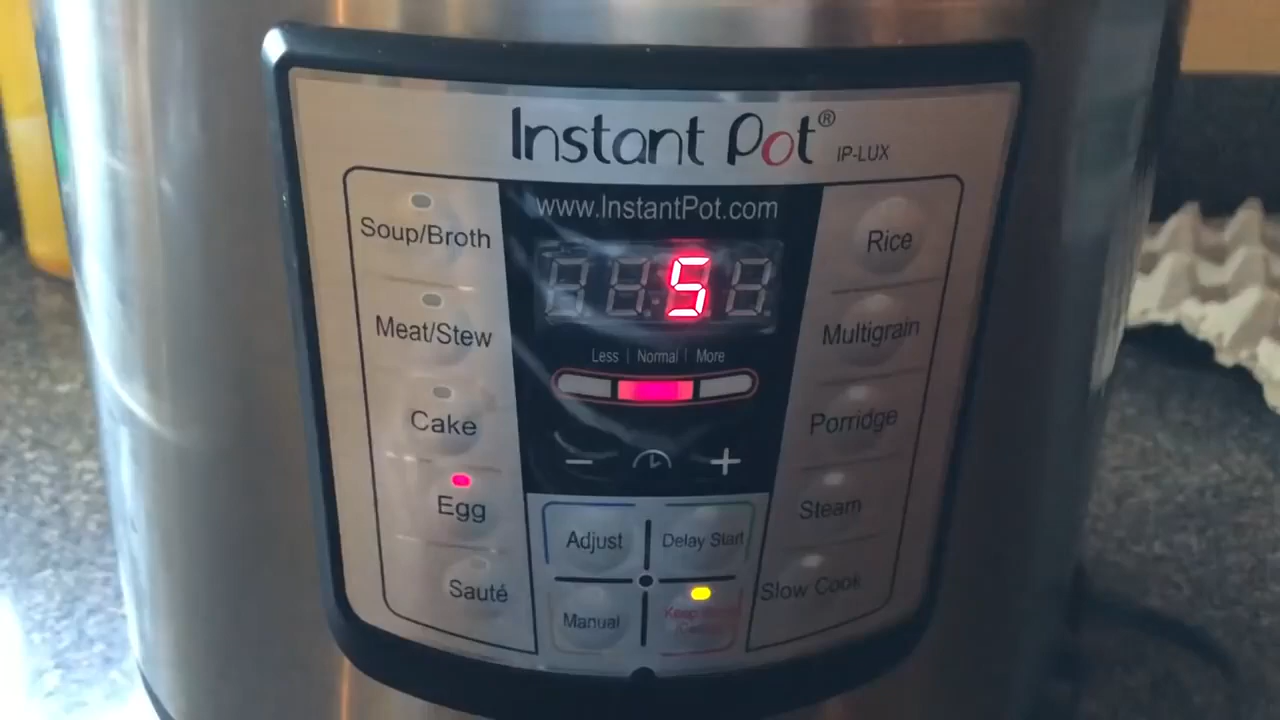 Instant Pot®
IP-LUX
www.InstantPot.com
5
Less | Normal | More
Soup/Broth
Meat/Stew
Cake
Egg
Sauté
Rice
Multigrain
Porridge
Steam
Slow Cook
− +
Adjust
Delay Start
Manual
Keep